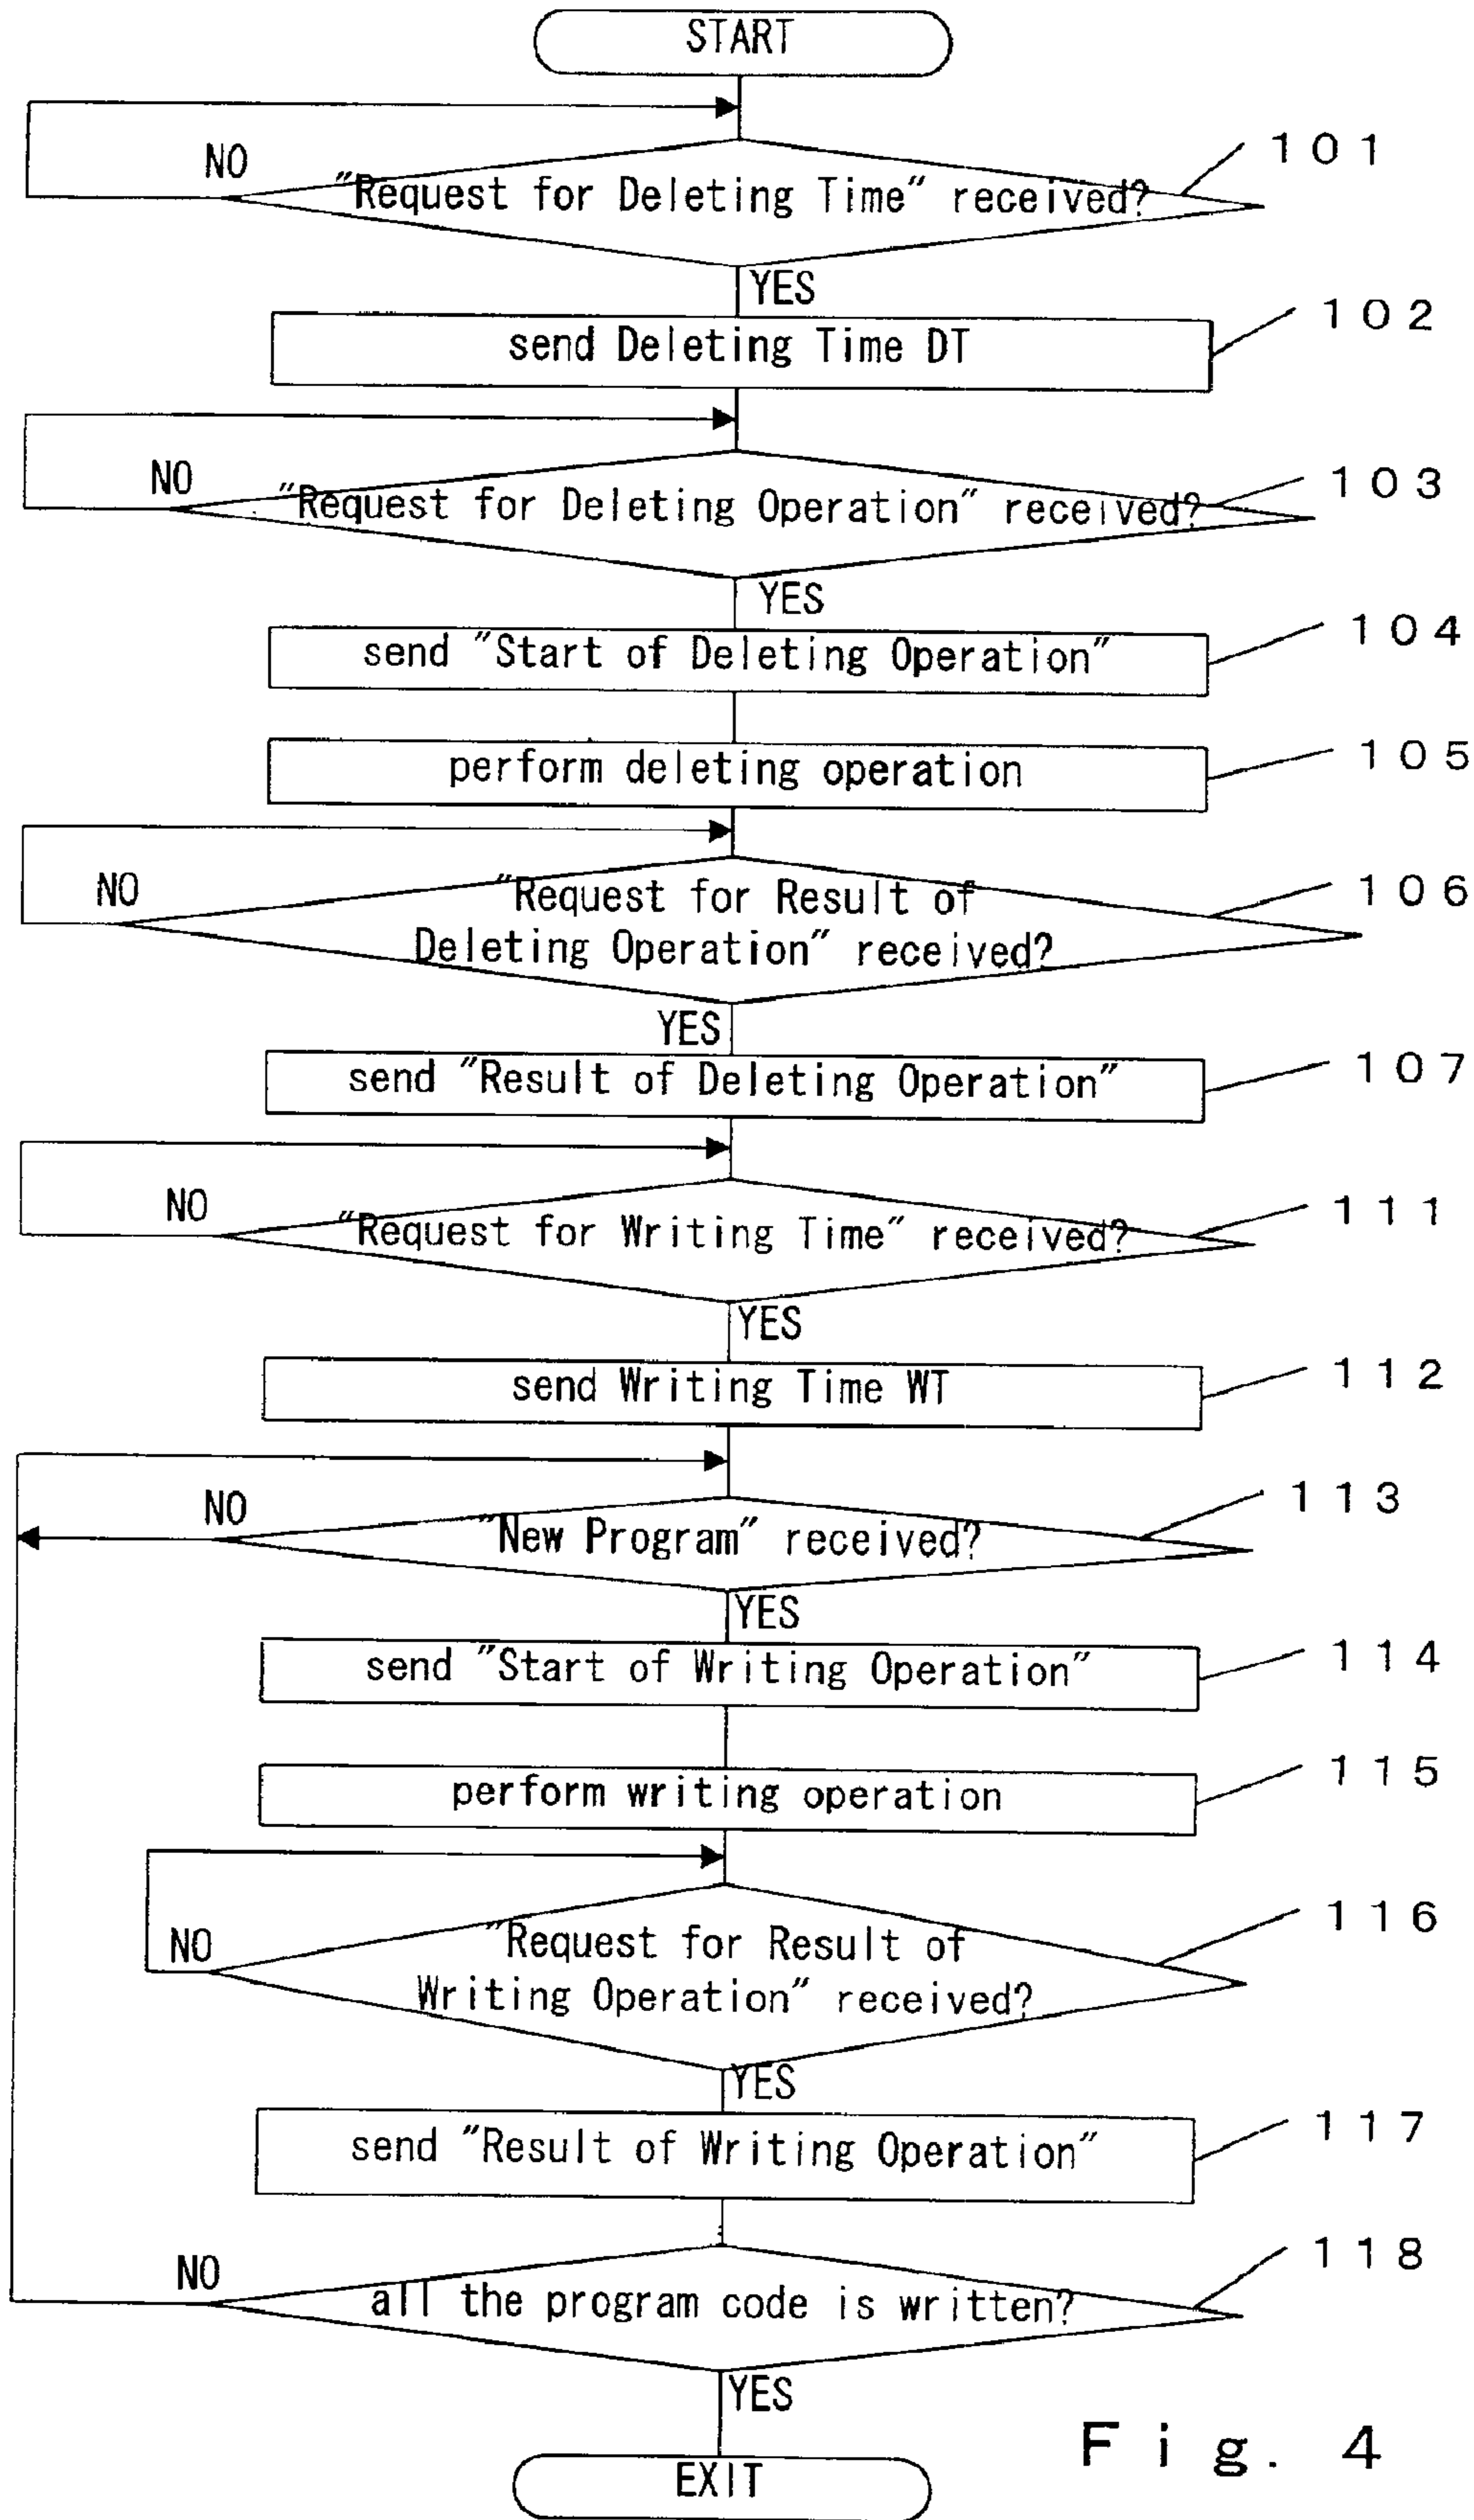 START
NO
"Request for Deleting Time" received?
101
YES
send Deleting Time DT
102
NO
"Request for Deleting Operation" received?
103
YES
send "Start of Deleting Operation"
104
perform deleting operation
105
NO
"Request for Result of
Deleting Operation" received?
106
YES
send "Result of Deleting Operation"
107
NO
"Request for Writing Time" received?
111
YES
send Writing Time WT
112
NO
"New Program" received?
113
YES
send "Start of Writing Operation"
114
perform writing operation
115
NO
"Request for Result of
Writing Operation" received?
116
YES
send "Result of Writing Operation"
117
NO
all the program code is written?
118
YES
EXIT
Fig. 4